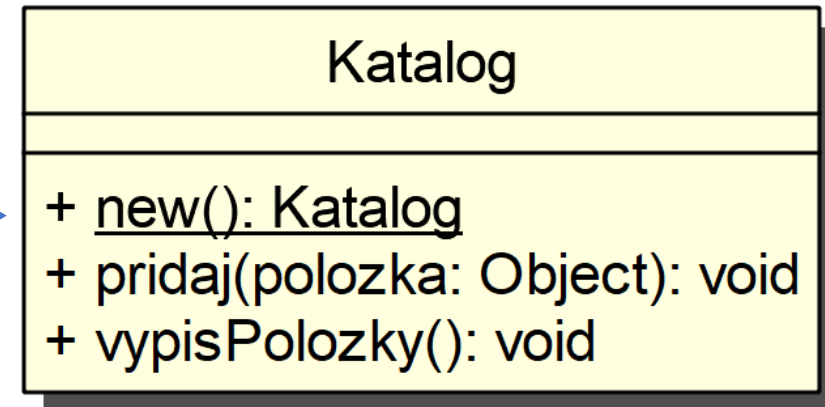 Katalog
+ new(): Katalog
+ pridaj(polozka: Object): void
+ vypisPolozky(): void